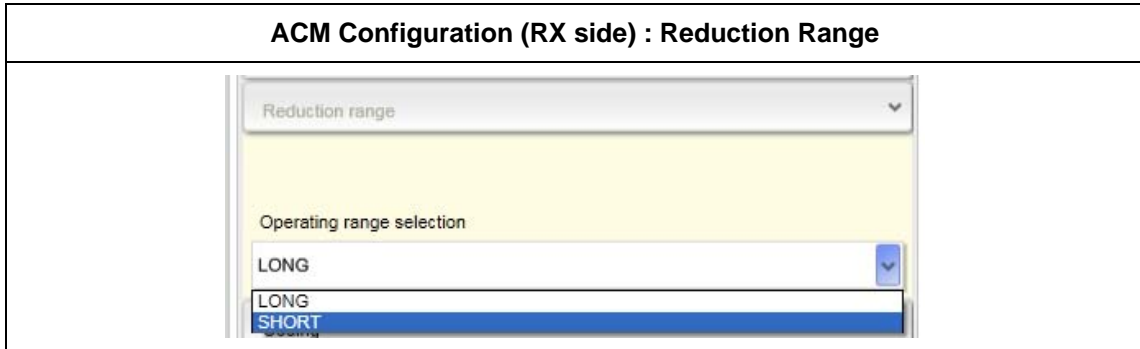 ACM Configuration (RX side) : Reduction Range
Reduction range
Operating range selection
LONG
LONG
SHORT